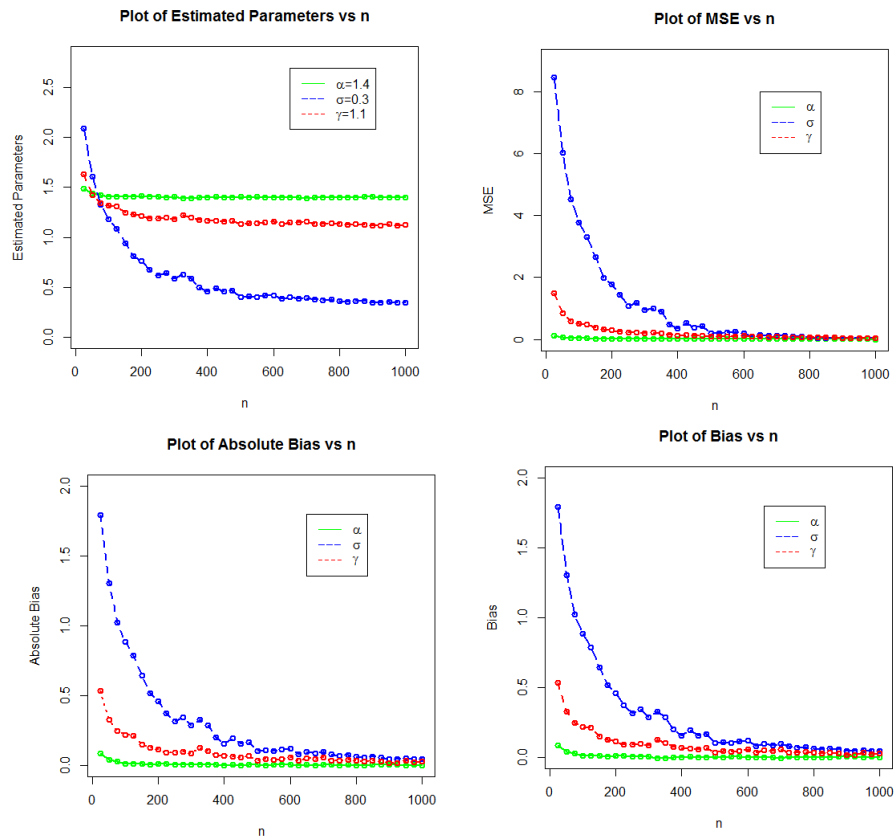 Plot of Estimated Parameters vs n
Estimated Parameters
2.5
2.0
1.5
1.0
0.5
0.0
α=1.4
σ=0.3
γ=1.1
0 200 400 600 800 1000
n
Plot of MSE vs n
MSE
8
6
4
2
0
α
σ
γ
0 200 400 600 800 1000
n
Plot of Absolute Bias vs n
Absolute Bias
2.0
1.5
1.0
0.5
0.0
α
σ
γ
0 200 400 600 800 1000
n
Plot of Bias vs n
Bias
2.0
1.5
1.0
0.5
0.0
α
σ
γ
0 200 400 600 800 1000
n